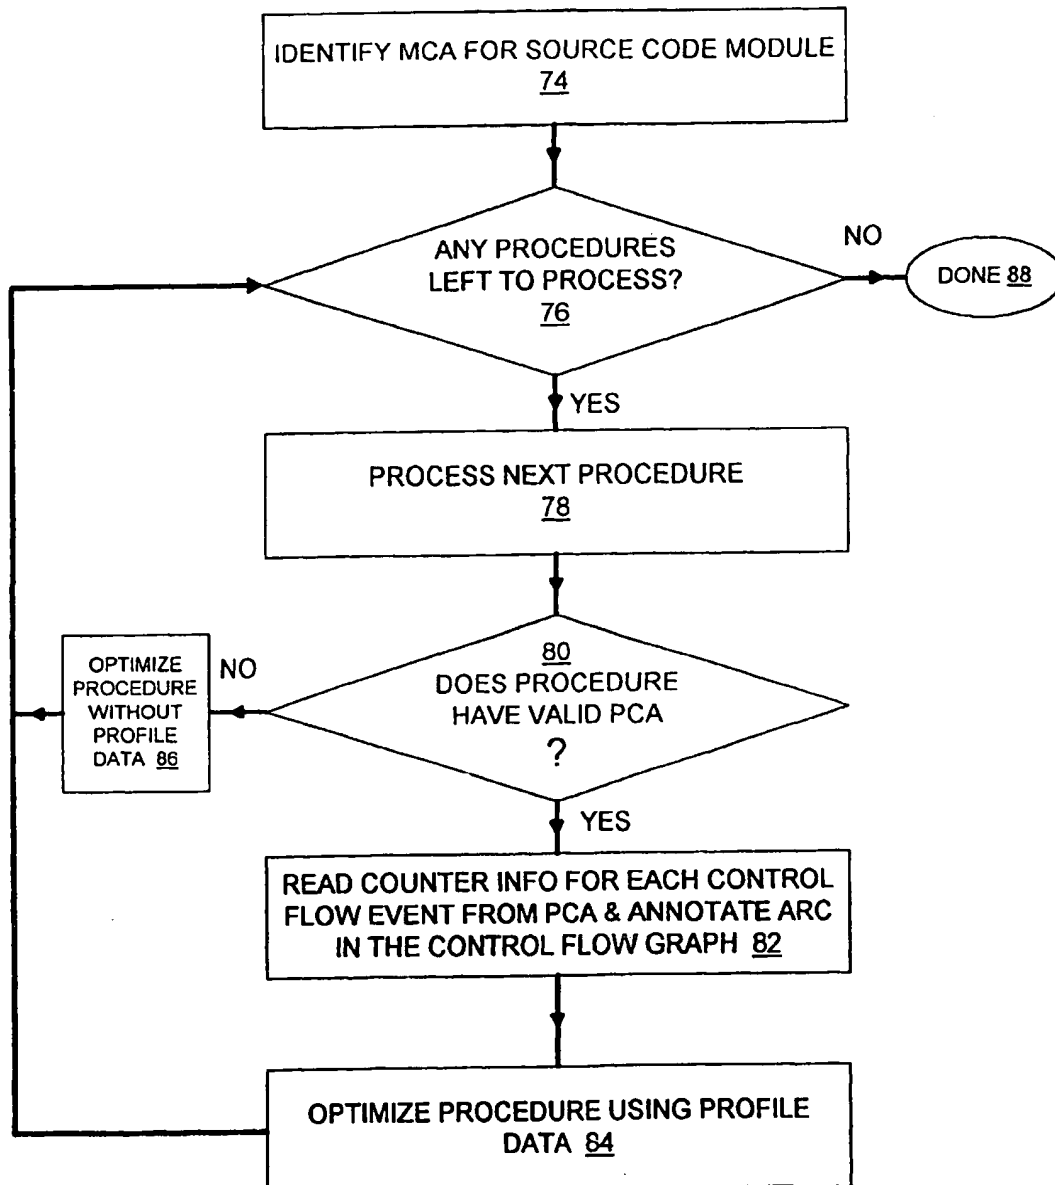 IDENTIFY MCA FOR SOURCE CODE MODULE
74
ANY PROCEDURES
LEFT TO PROCESS?
76
NO
DONE 88
YES
PROCESS NEXT PROCEDURE
78
80
DOES PROCEDURE
HAVE VALID PCA
?
NO
OPTIMIZE
PROCEDURE
WITHOUT
PROFILE
DATA 86
YES
READ COUNTER INFO FOR EACH CONTROL
FLOW EVENT FROM PCA & ANNOTATE ARC
IN THE CONTROL FLOW GRAPH 82
OPTIMIZE PROCEDURE USING PROFILE
DATA 84